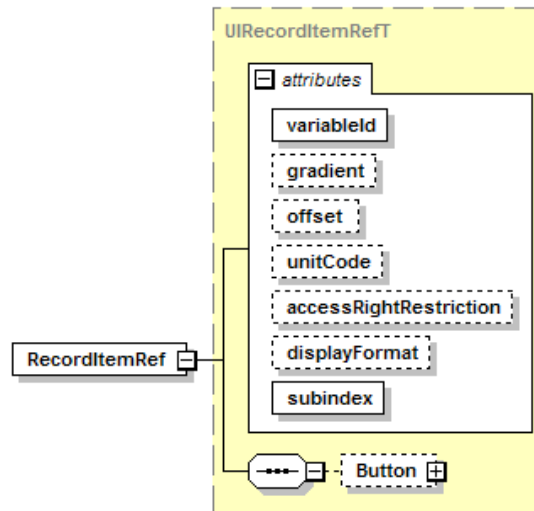 UIRecordItemRefT
attributes
variableId
gradient
offset
unitCode
accessRightRestriction
displayFormat
RecordItemRef
subindex
Button